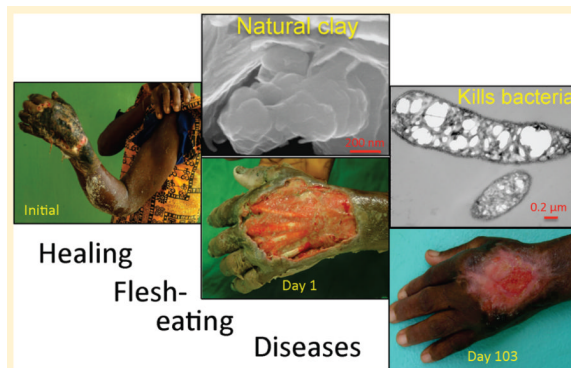 Natural clay
200 nm
Kills bacteria
0.2 µm
Initial
Day 1
Day 103
Healing
Flesh-
eating
Diseases